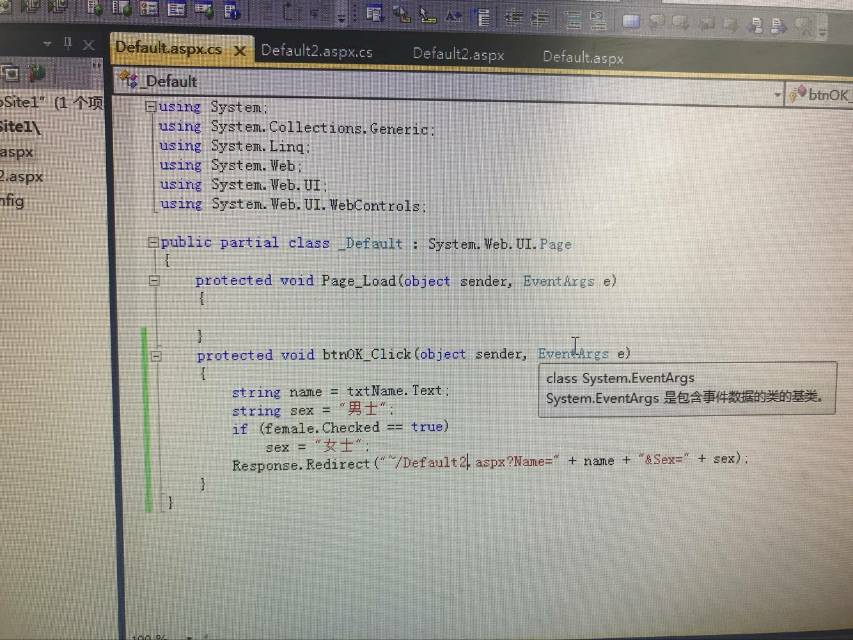 Default.aspx.cs × Default2.aspx.cs Default2.aspx Default.aspx
_Default btnOK_
Site1" (1 个项
Site1\
aspx
2.aspx
nfig
using System;
using System.Collections.Generic;
using System.Linq;
using System.Web;
using System.Web.UI;
using System.Web.UI.WebControls;
public partial class _Default : System.Web.UI.Page
{
protected void Page_Load(object sender, EventArgs e)
{
}
protected void btnOK_Click(object sender, EventArgs e)
{
class System.EventArgs
System.EventArgs 是包含事件数据的类的基类。
string name = txtName.Text;
string sex = "男士";
if (female.Checked == true)
sex = "女士";
Response.Redirect("~/Default2.aspx?Name=" + name + "&Sex=" + sex);
}
}
100 %